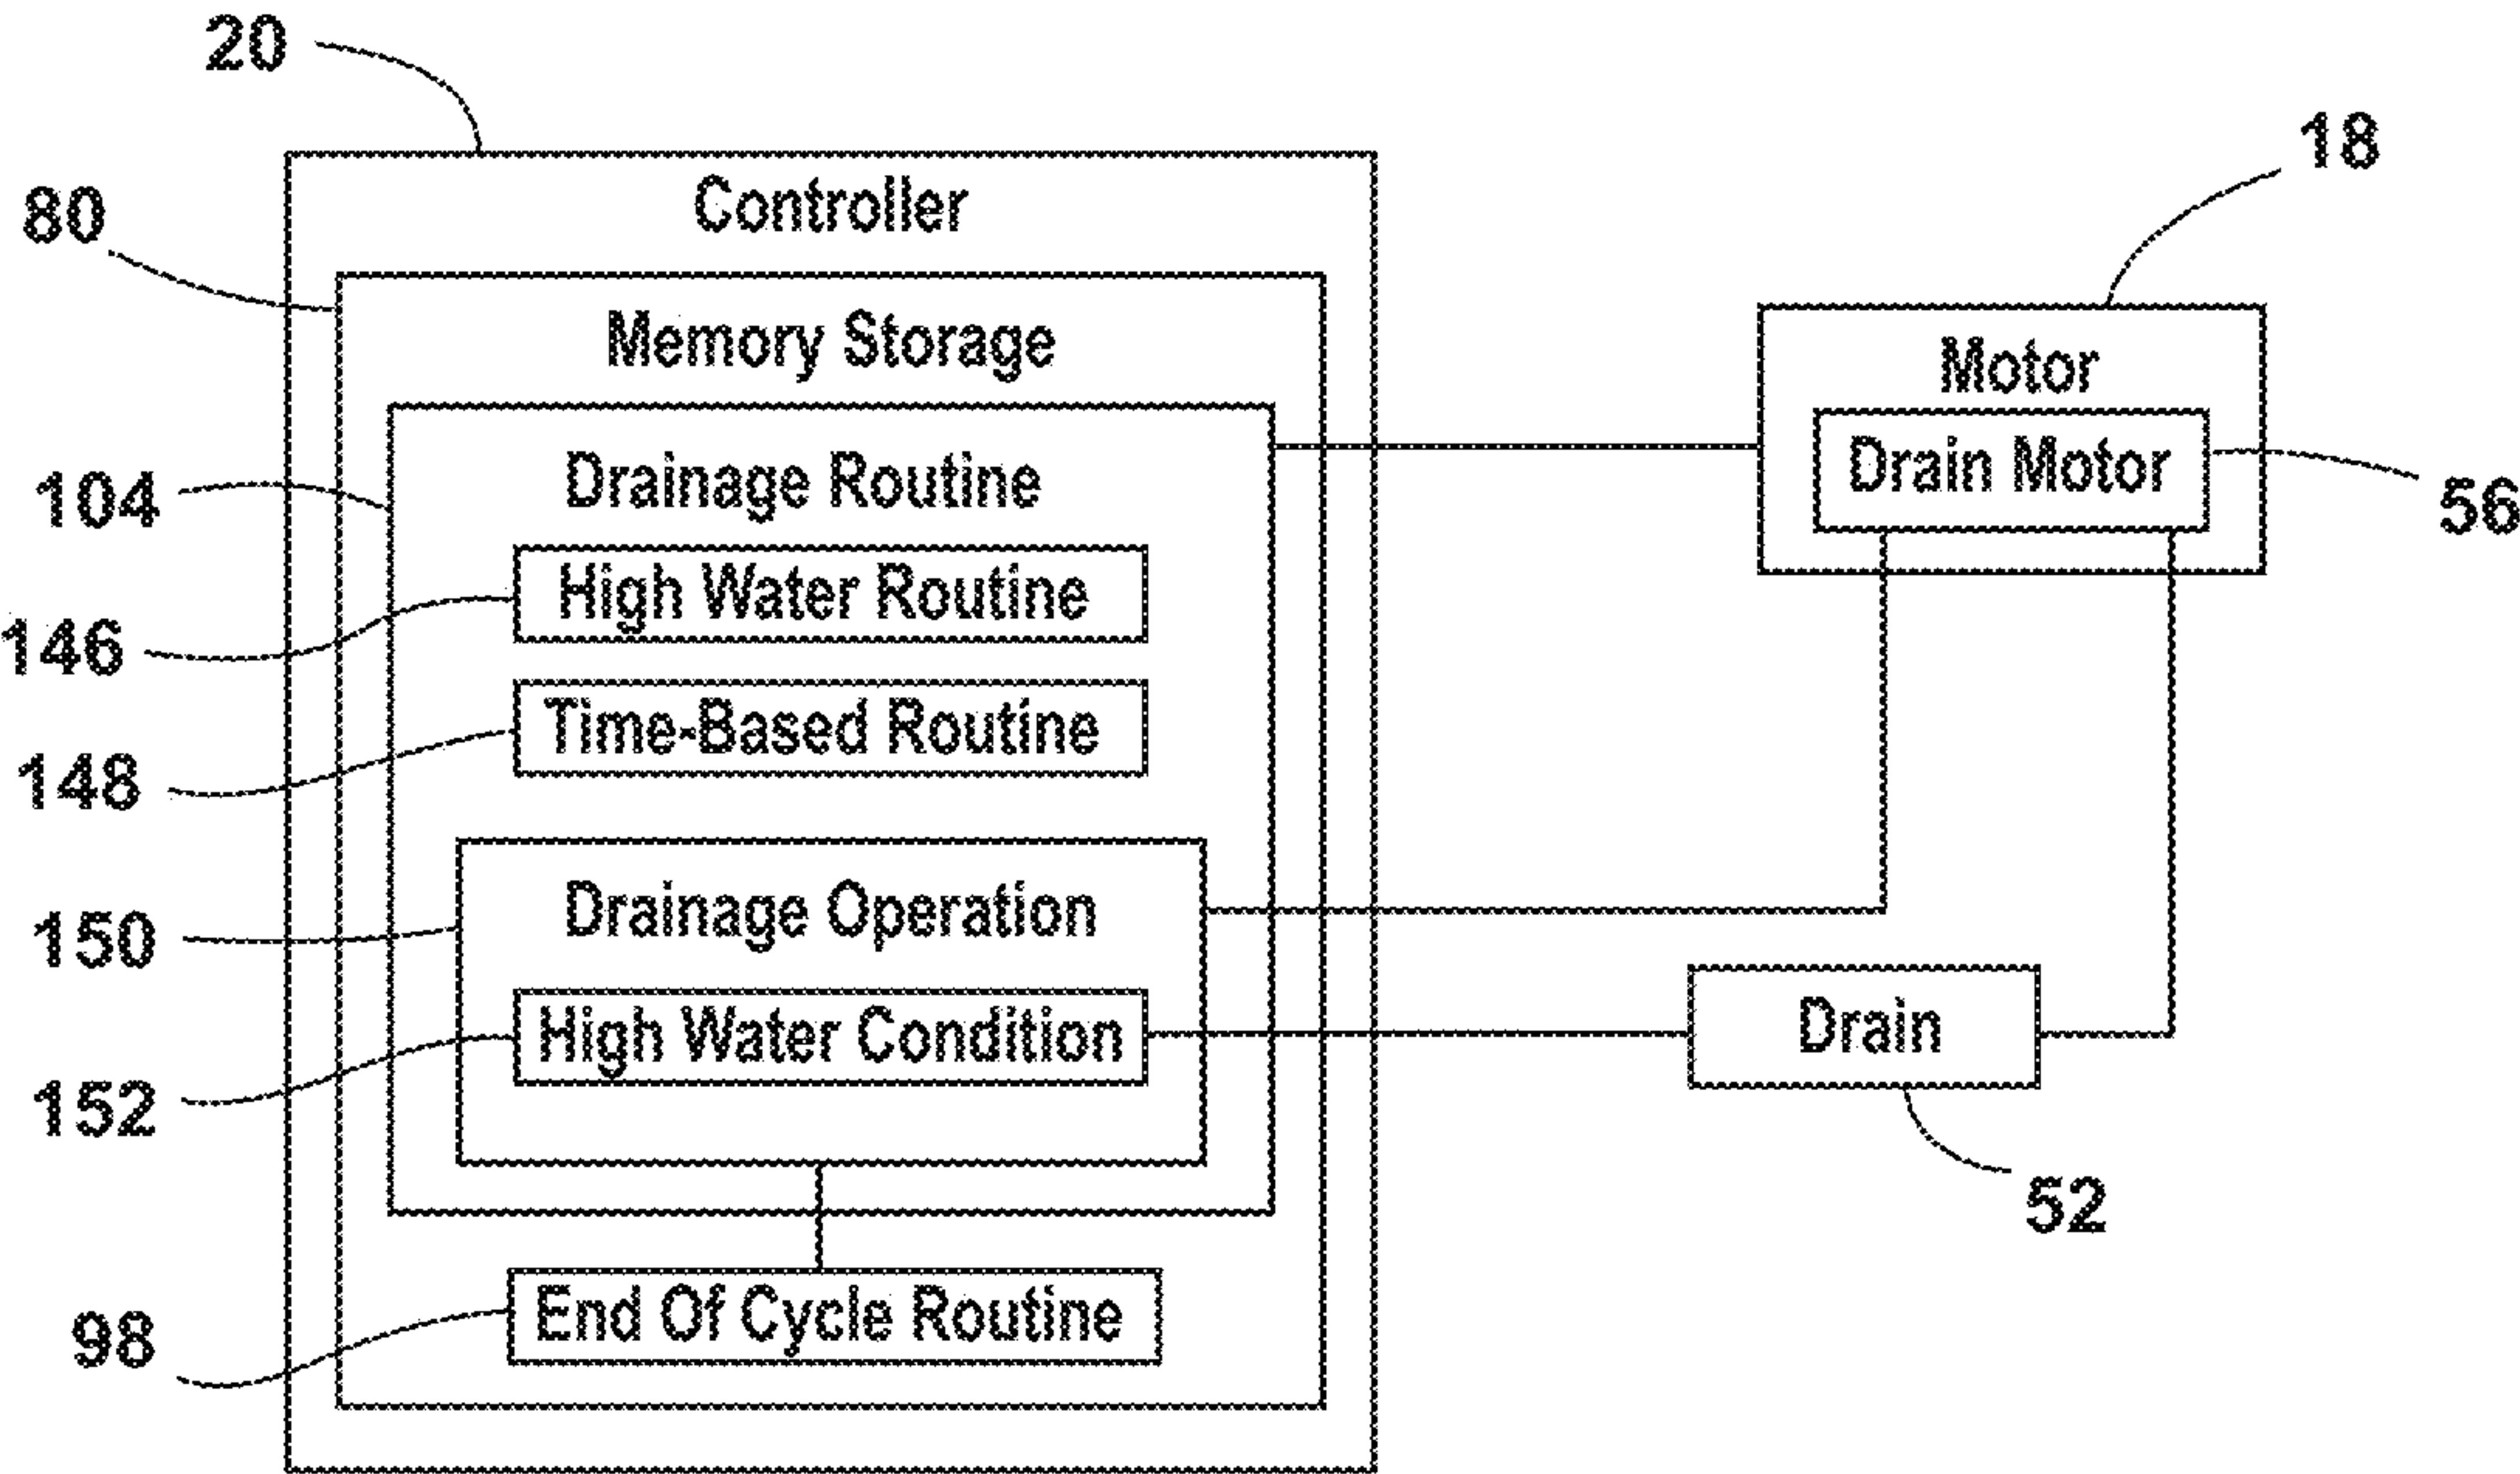 20
18
Controller
80
Memory Storage
Motor
Drain Motor
56
104
Drainage Routine
High Water Routine
146
Time-Based Routine
148
Drainage Operation
150
High Water Condition
Drain
152
52
End Of Cycle Routine
98